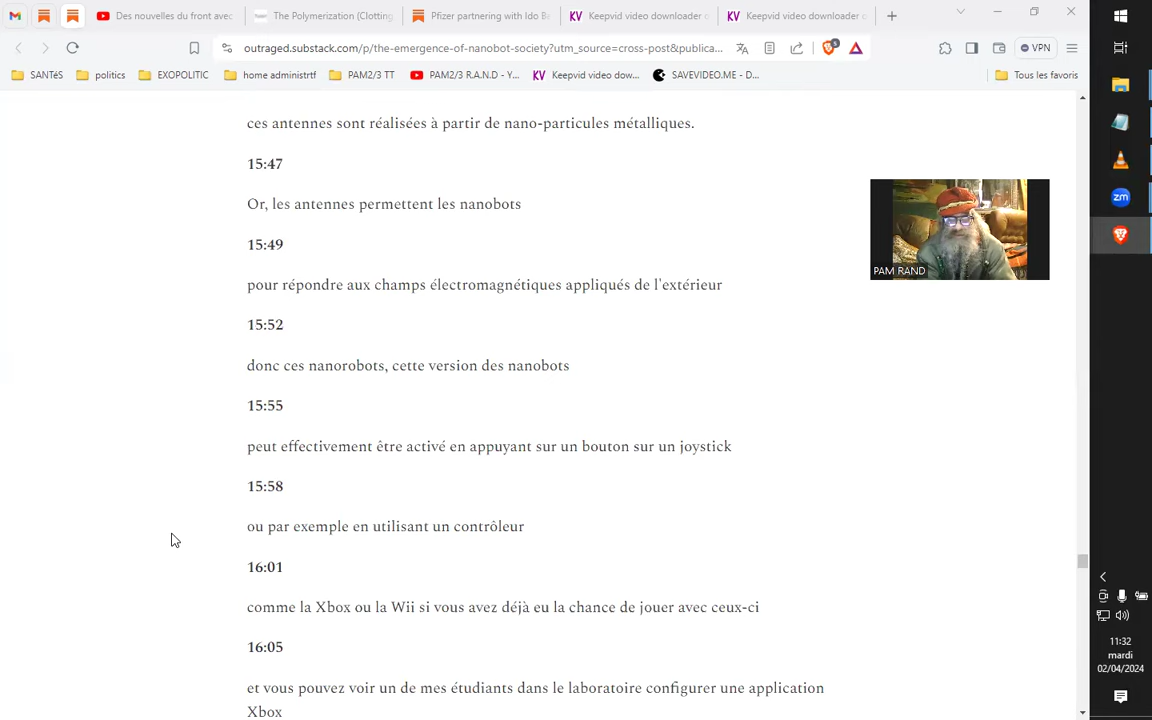 Des nouvelles du front avec
The Polymerization (Clotting
Pfizer partnering with Ido Ba
KV Keepvid video downloader o
KV Keepvid video downloader o
outraged.substack.com/p/the-emergence-of-nanobot-society?utm_source=cross-post&publica...
VPN
SANTéS
politics
EXOPOLITIC
home administrtf
PAM2/3 TT
PAM2/3 R.A.N.D - Y...
KV Keepvid video dow...
SAVEVIDEO.ME - D...
Tous les favoris
ces antennes sont réalisées à partir de nano-particules métalliques.
15:47
Or, les antennes permettent les nanobots
15:49
pour répondre aux champs électromagnétiques appliqués de l'extérieur
15:52
donc ces nanorobots, cette version des nanobots
15:55
peut effectivement être activé en appuyant sur un bouton sur un joystick
15:58
ou par exemple en utilisant un contrôleur
16:01
comme la Xbox ou la Wii si vous avez déjà eu la chance de jouer avec ceux-ci
16:05
et vous pouvez voir un de mes étudiants dans le laboratoire configurer une application
Xbox
PAM RAND
zm
11:32
mardi
02/04/2024